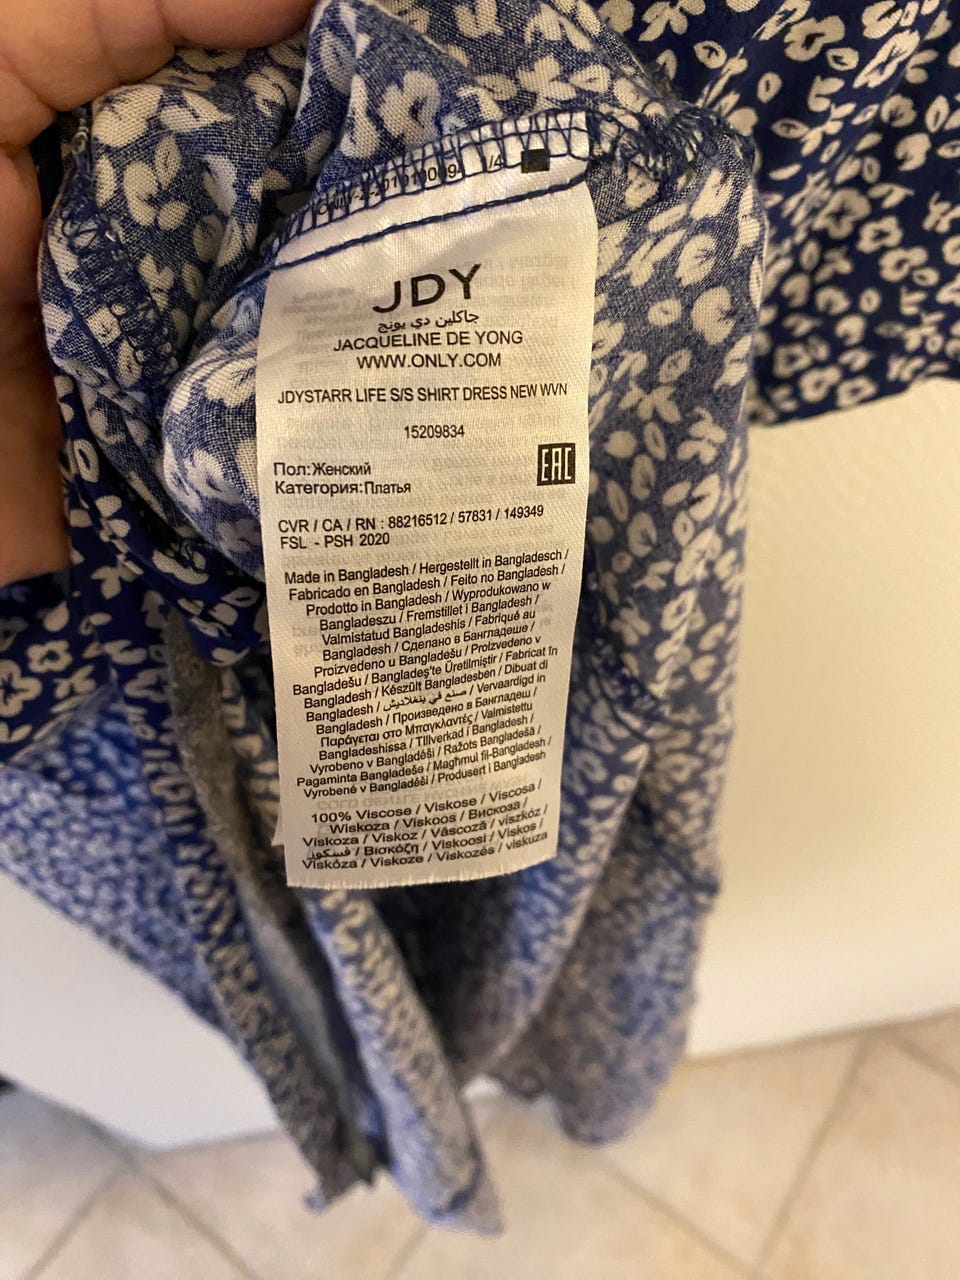 1/4
JDY
جاكلين دي يونج
JACQUELINE DE YONG
WWW.ONLY.COM
JDYSTARR LIFE S/S SHIRT DRESS NEW WVN
15209834
Пол:Женский
Категория:Платья
EAC
CVR / CA / RN : 88216512 / 57831 / 149349
FSL - PSH 2020
Made in Bangladesh / Hergestellt in Bangladesch /
Fabricado en Bangladesh / Feito no Bangladesh /
Prodotto in Bangladesh / Wyprodukowano w
Bangladeszu / Fremstillet i Bangladesh /
Valmistatud Bangladeshis / Fabriqué au
Bangladesh / Сделано в Бангладеше /
Proizvedeno u Bangladešu / Proizvedeno v
Bangladešu / Bangladeş'te Üretilmiştir / Fabricat în
Bangladesh / Készült Bangladesben / Dibuat di
Bangladesh / صنع في بنغلاديش / Vervaardigd in
Bangladesh / Произведено в Бангладеш /
Παράγεται στο Μπαγκλαντές / Valmistettu
Bangladeshissa / Tillverkad i Bangladesh /
Vyrobeno v Bangladéši / Ražots Bangladešā /
Pagaminta Bangladeše / Magħmul fil-Bangladesh /
Vyrobené v Bangladéši / Produsert i Bangladesh
100% Viscose / Viskose / Viscosa /
Wiskoza / Viskoos / Вискоза /
Viskoza / Viskoz / Vâscoză / viszkóz /
فسكوز / Βισκόζη / Viskoosi / Viskos /
Viskóza / Viskoze / Viskozés / viskuża